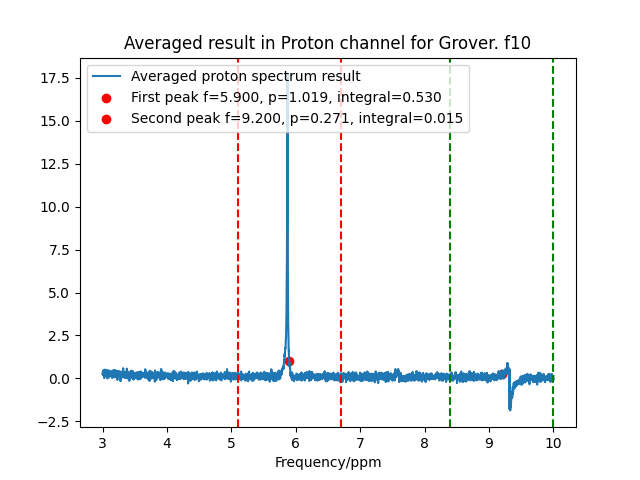 Averaged result in Proton channel for Grover. f10
Averaged proton spectrum result
First peak f=5.900, p=1.019, integral=0.530
Second peak f=9.200, p=0.271, integral=0.015
17.5
15.0
12.5
10.0
7.5
5.0
2.5
0.0
−2.5
3 4 5 6 7 8 9 10
Frequency/ppm